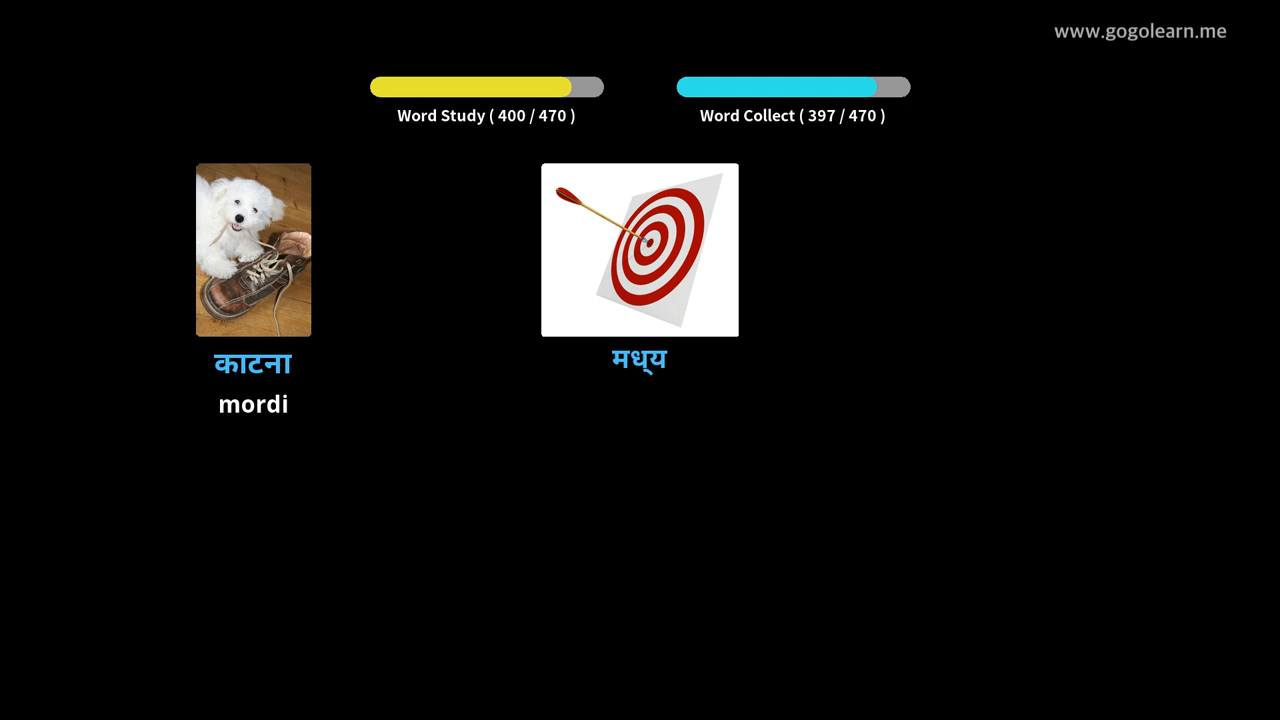 www.gogolearn.me
Word Study ( 400 / 470 )
Word Collect ( 397 / 470 )
काटना
mordi
मध्य